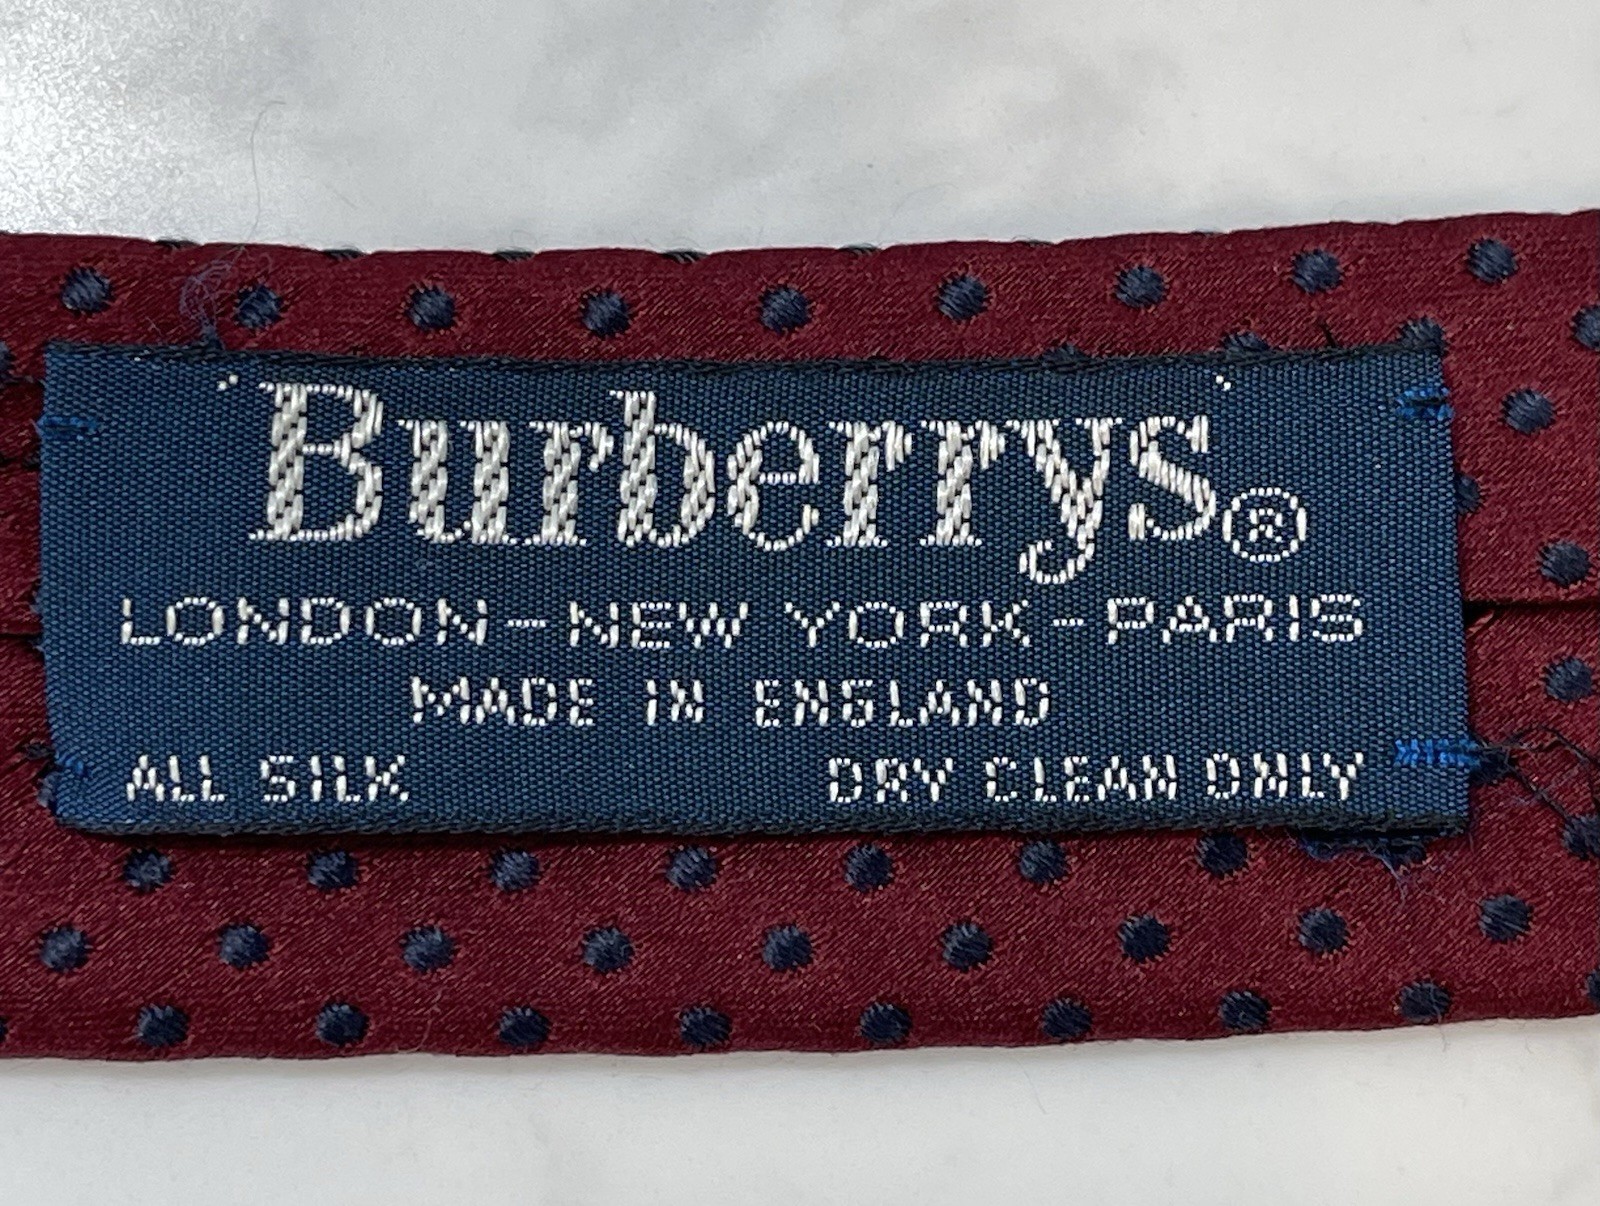 'Burberrys'®
LONDON-NEW YORK-PARIS
MADE IN ENGLAND
ALL SILK DRY CLEAN ONLY